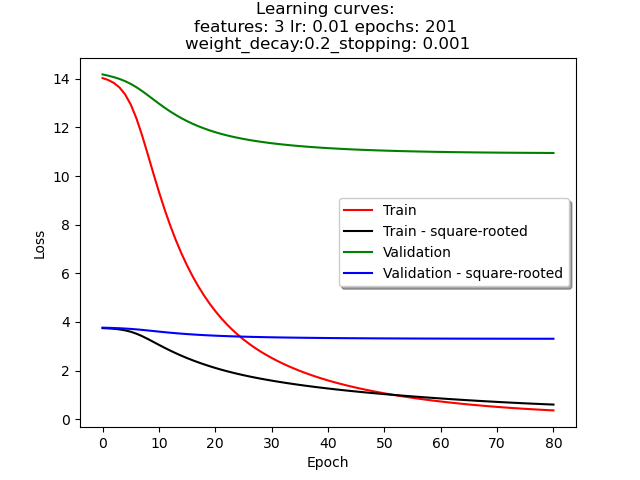 Learning curves:
features: 3 lr: 0.01 epochs: 201
weight_decay:0.2_stopping: 0.001
14
12
10
8
6
4
2
0
Loss
Train
Train - square-rooted
Validation
Validation - square-rooted
0 10 20 30 40 50 60 70 80
Epoch